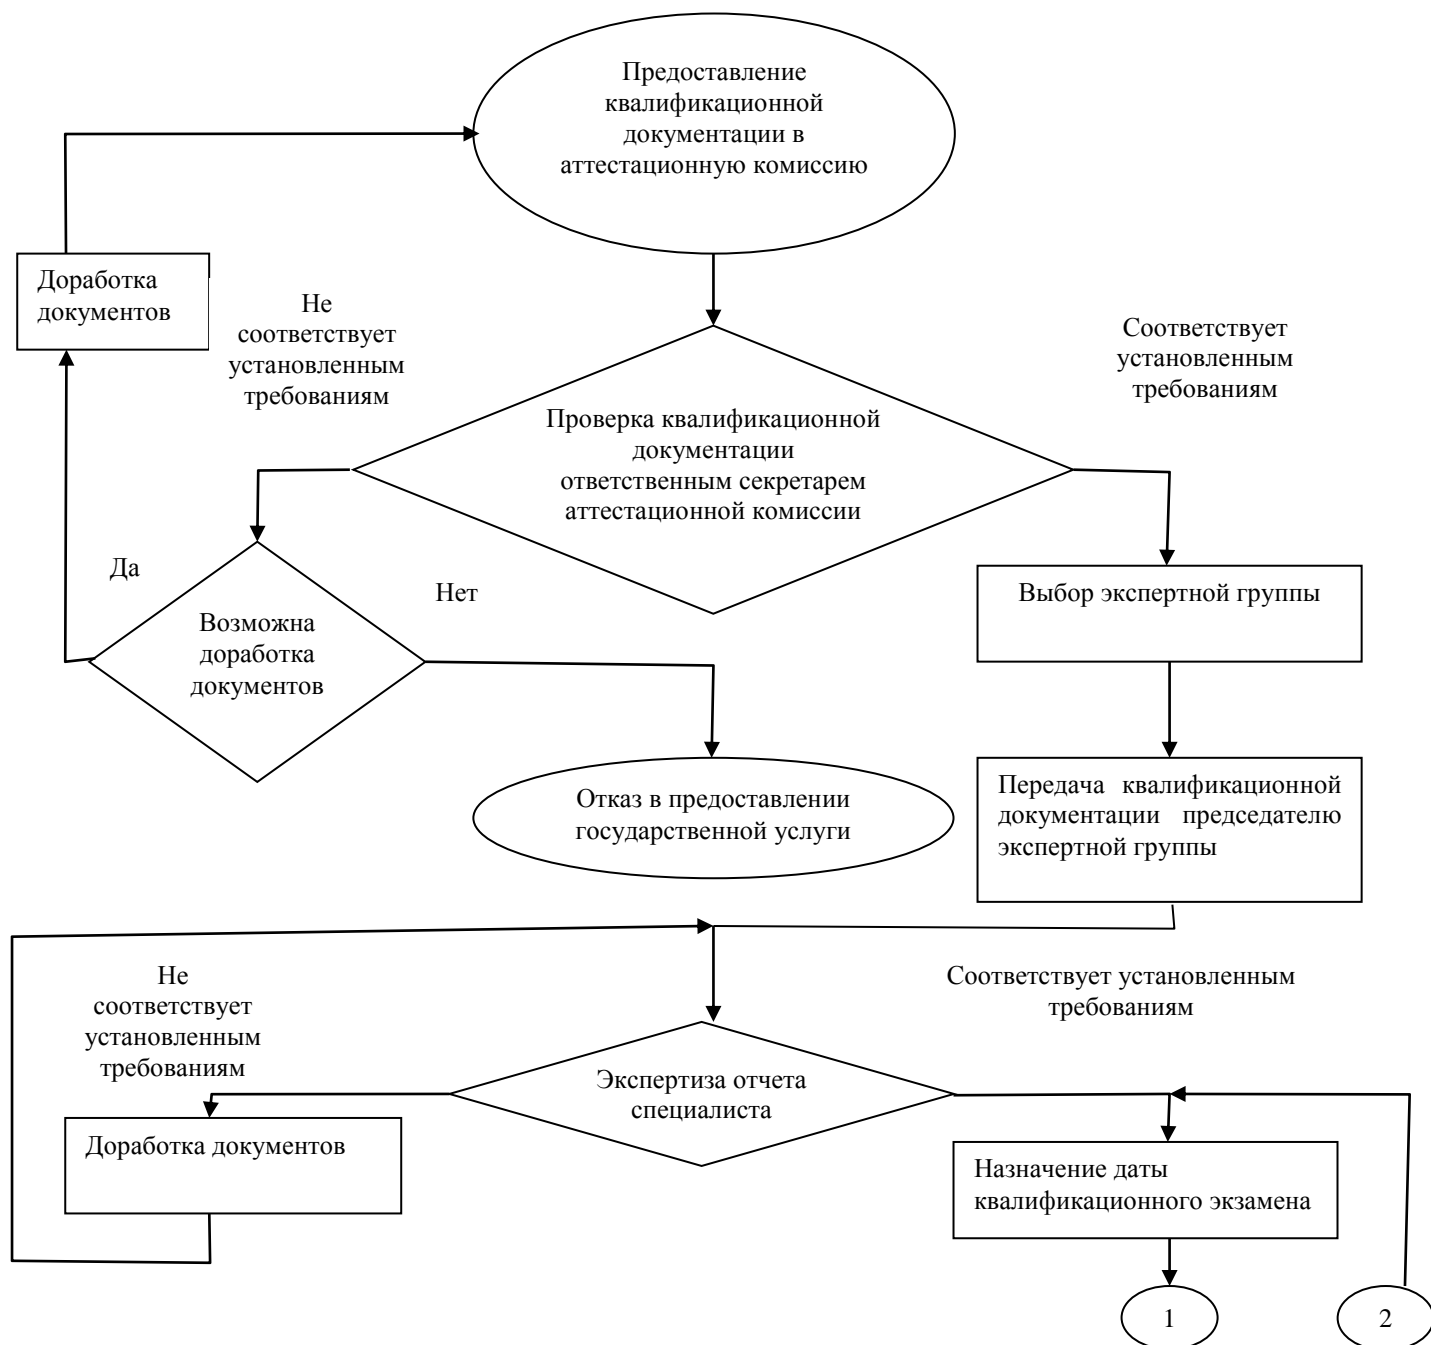 Предоставление
квалификационной
документации в
аттестационную комиссию
Доработка
документов
Не
соответствует
установленным
требованиям
Соответствует
установленным
требованиям
Проверка квалификационной
документации
ответственным секретарем
аттестационной комиссии
Да
Нет
Выбор экспертной группы
Возможна
доработка
документов
Отказ в предоставлении
государственной услуги
Передача квалификационной
документации председателю
экспертной группы
Не
соответствует
установленным
требованиям
Соответствует установленным
требованиям
Экспертиза отчета
специалиста
Доработка документов
Назначение даты
квалификационного экзамена
1
2